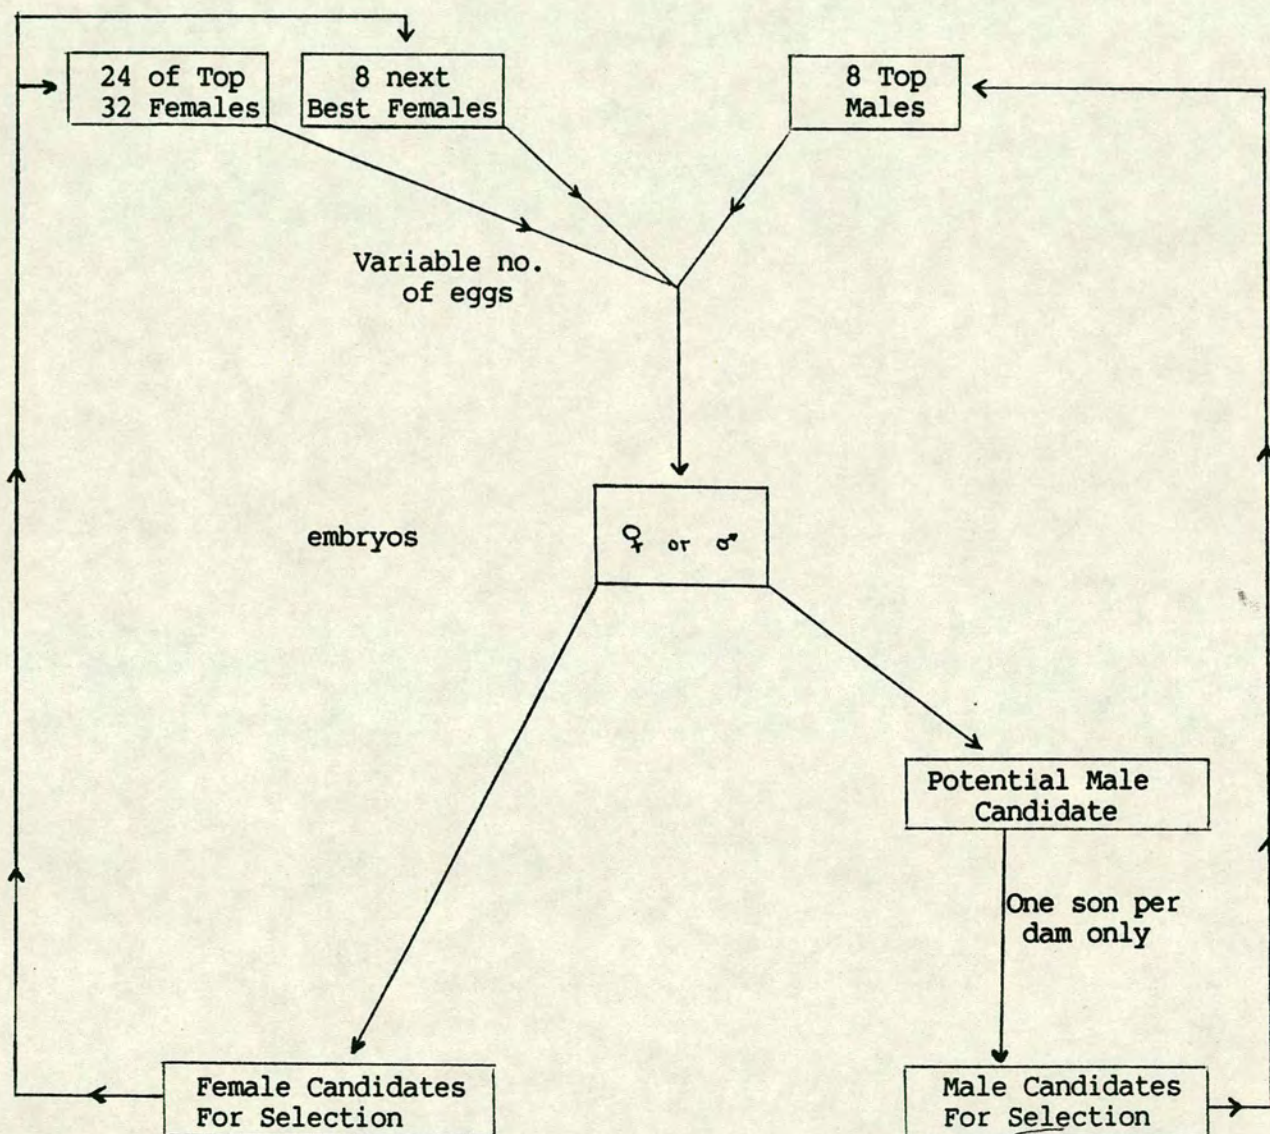 24 of Top
32 Females
8 next
Best Females
8 Top
Males
Variable no.
of eggs
embryos
♀ or ♂
Potential Male
Candidate
One son per
dam only
Female Candidates
For Selection
Male Candidates
For Selection